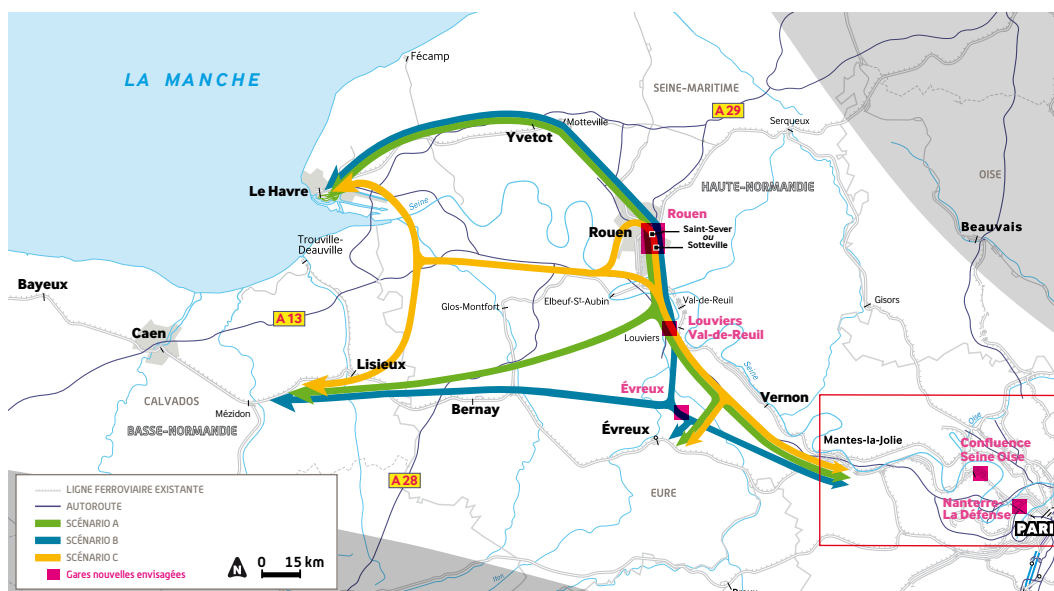 LA MANCHE
Fécamp
SEINE-MARITIME
A 29
Motteville
Yvetot
Serqueux
OISE
Le Havre
Seine
HAUTE-NORMANDIE
Rouen
Rouen
Saint-Sever
ou
Sotteville
Beauvais
Trouville-
Deauville
Bayeux
Glos-Montfort
Elbeuf-St-Aubin
Val-de-Reuil
Gisors
A 13
Louviers
Val-de-Reuil
Louviers
Caen
Seine
Lisieux
Évreux
CALVADOS
Mézidon
Bernay
Vernon
BASSE-NORMANDIE
Évreux
Mantes-la-Jolie
Oise
Confluence
Seine Oise
A 28
EURE
Nanterre-
La Défense
PARI
LIGNE FERROVIAIRE EXISTANTE
AUTOROUTE
SCÉNARIO A
SCÉNARIO B
SCÉNARIO C
Gares nouvelles envisagées
N
0 15 km